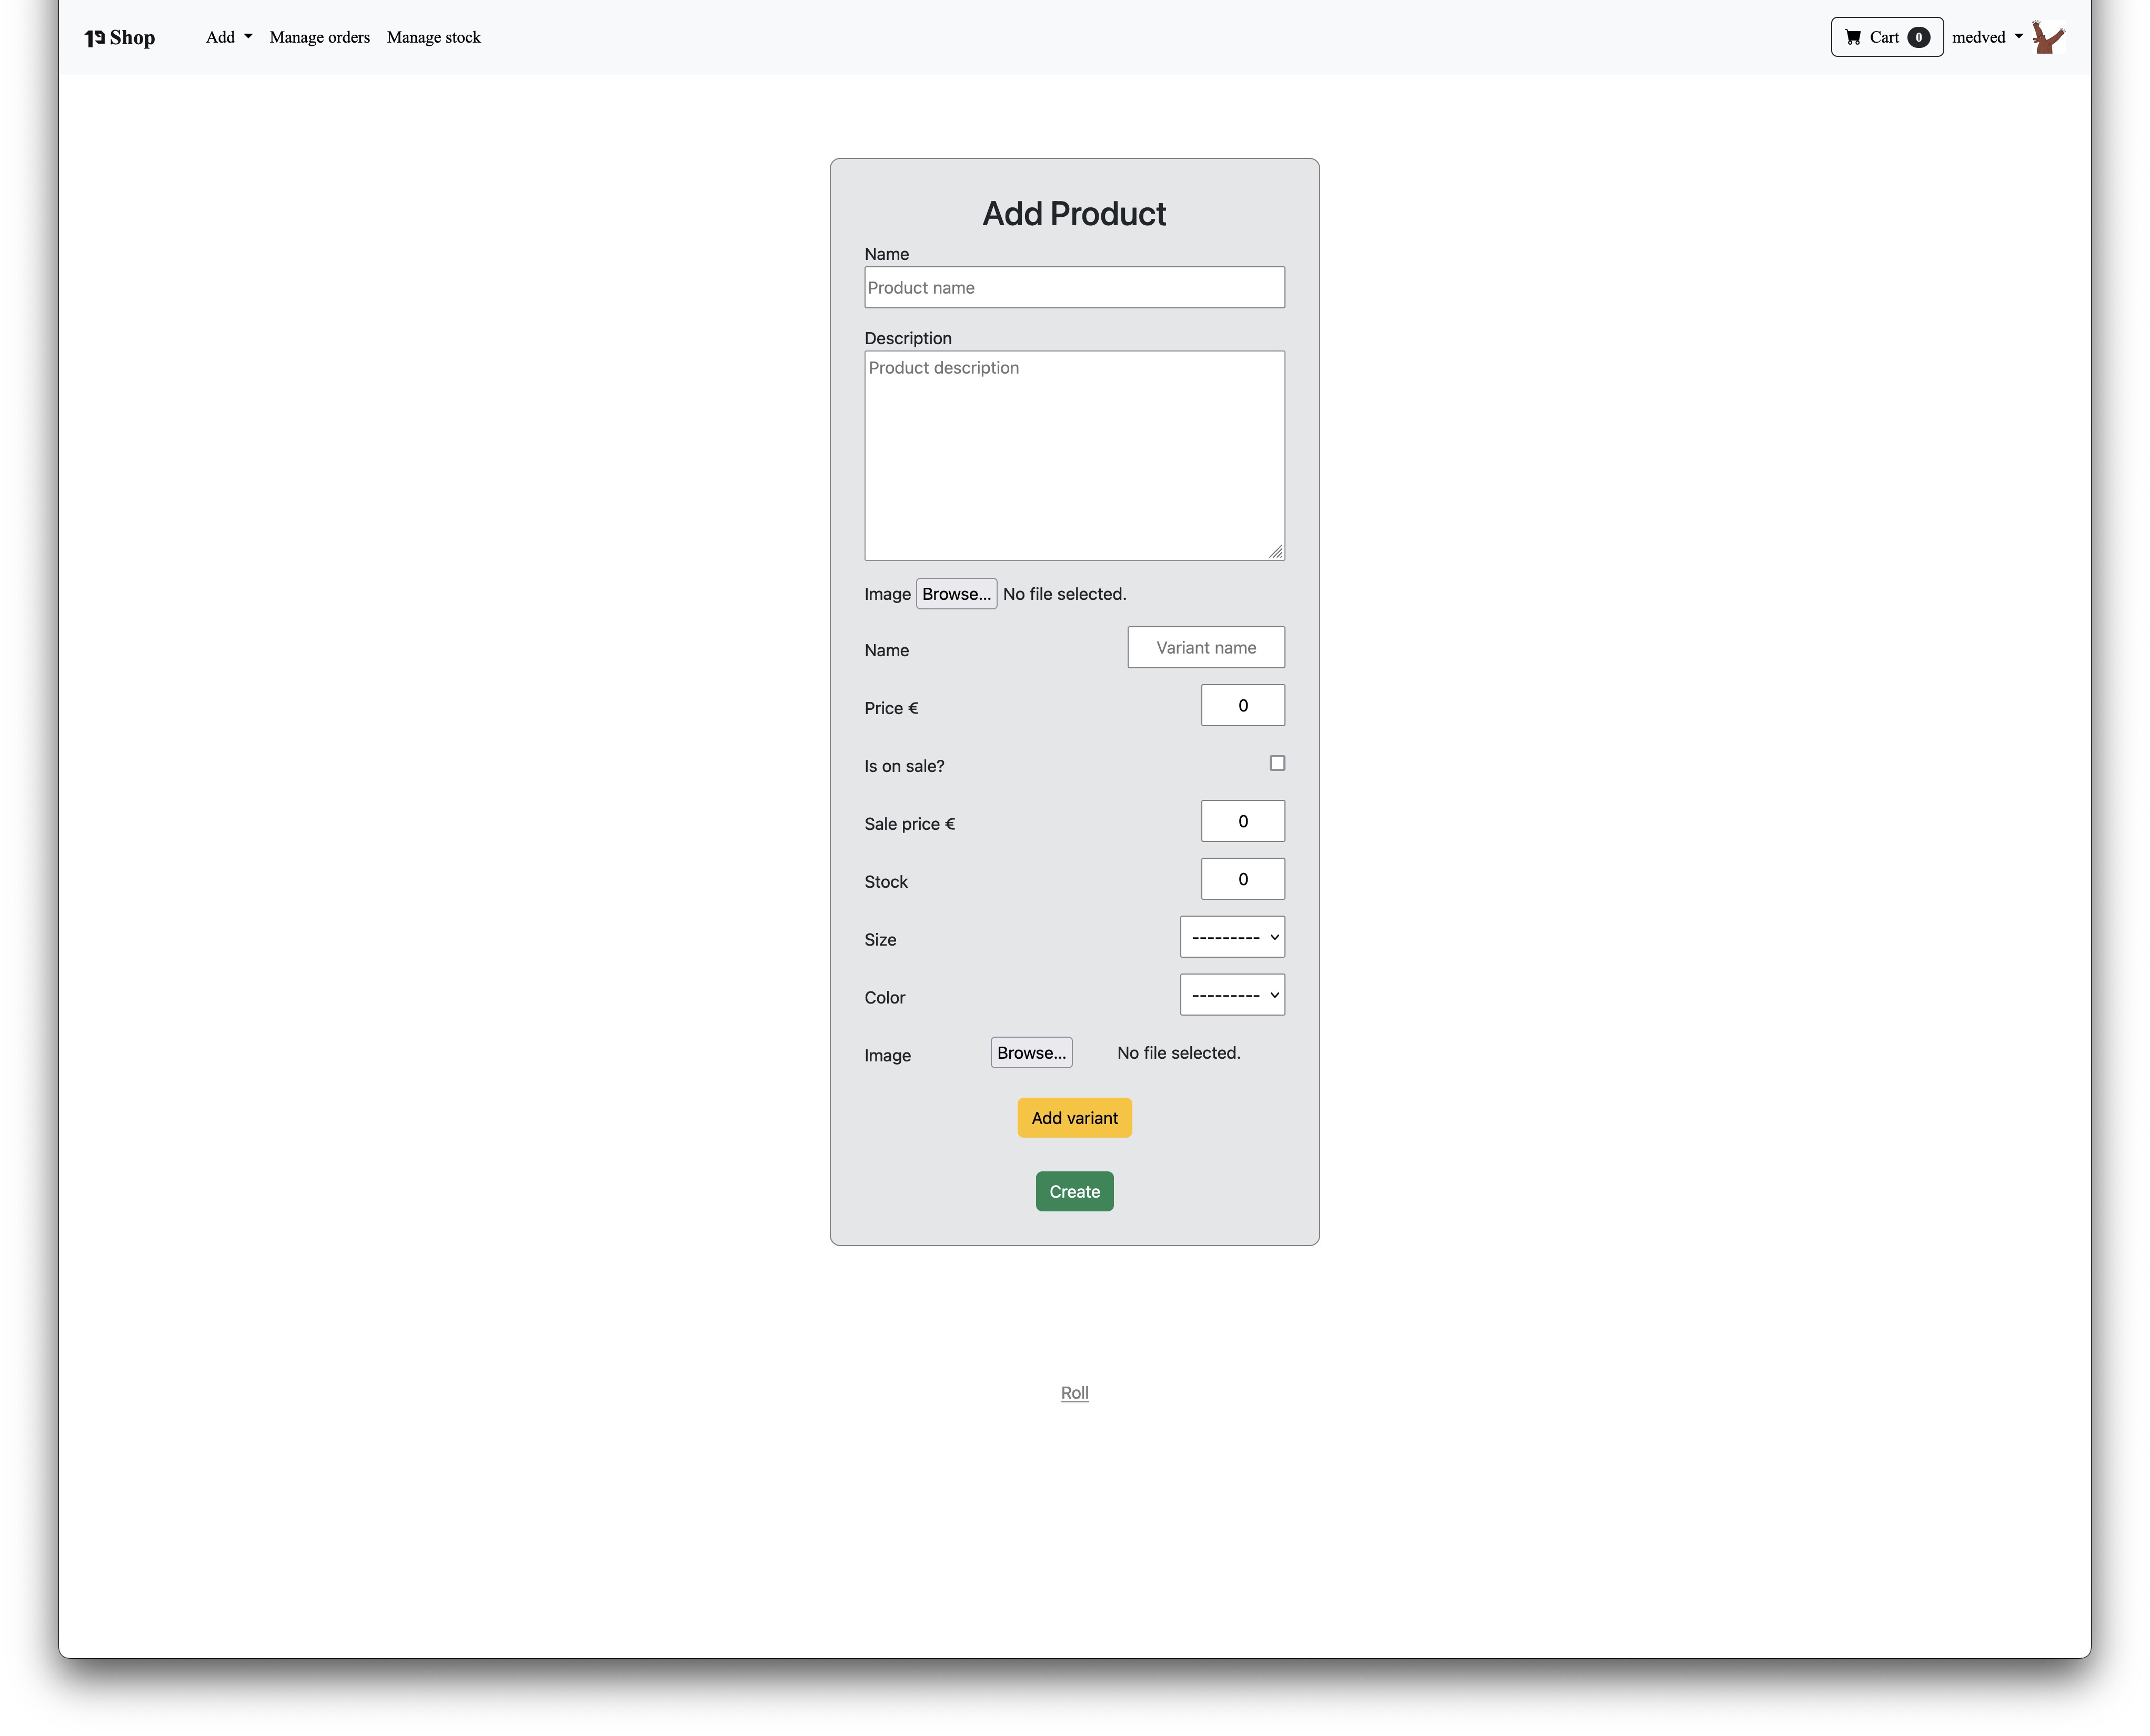 19 Shop Add Manage orders Manage stock Cart 0 medved
Add Product
Name
Product name
Description
Product description
Image Browse... No file selected.
Name Variant name
Price € 0
Is on sale?
Sale price € 0
Stock 0
Size ---------
Color ---------
Image Browse... No file selected.
Add variant
Create
Roll